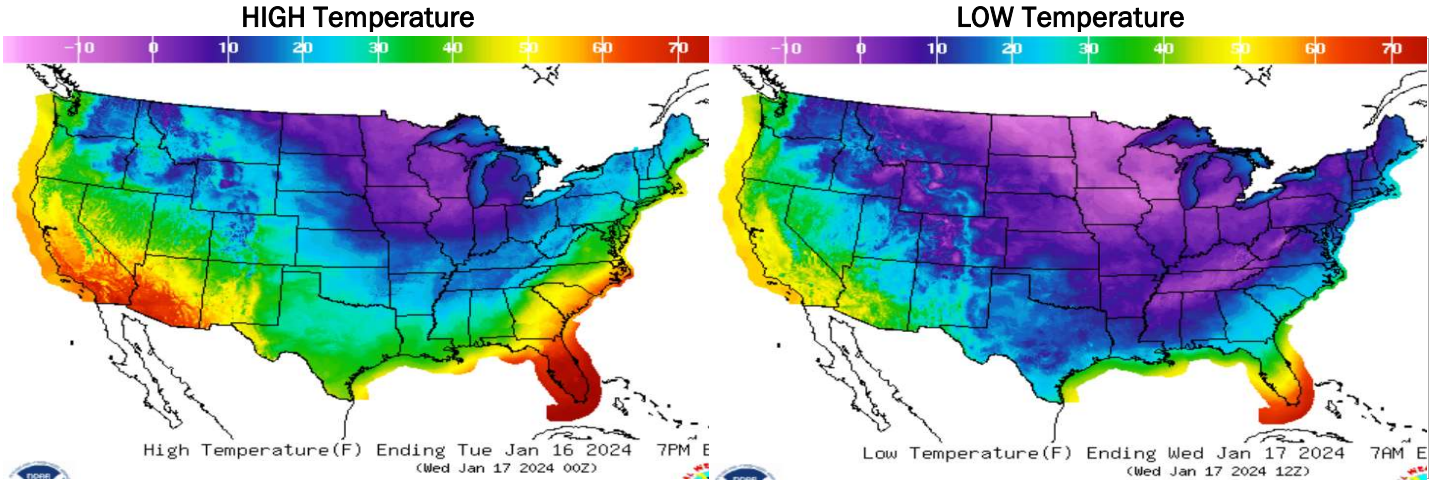 HIGH Temperature
LOW Temperature
-10 0 10 20 30 40 50 60 70
-10 0 10 20 30 40 50 60 70
High Temperature(F) Ending Tue Jan 16 2024 7PM E
(Wed Jan 17 2024 00Z)
Low Temperature(F) Ending Wed Jan 17 2024 7AM E
(Wed Jan 17 2024 12Z)